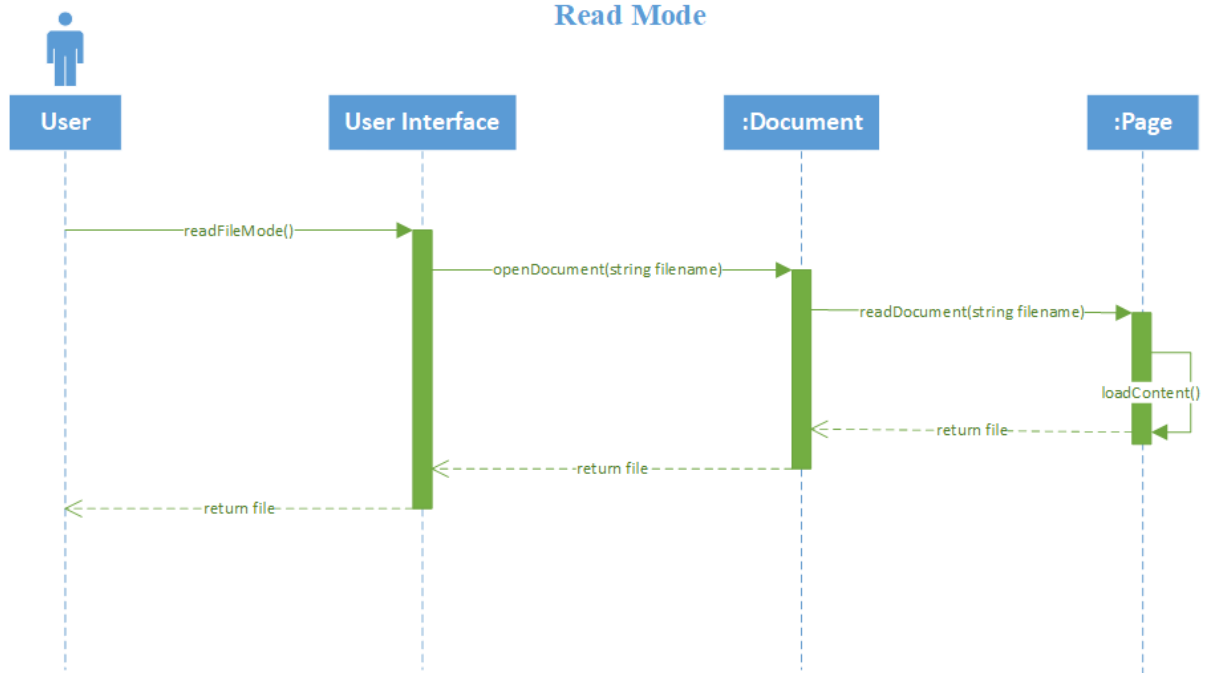 Read Mode
User
User Interface
:Document
:Page
readFileMode()
openDocument(string filename)
readDocument(string filename)
loadContent()
return file
return file
return file